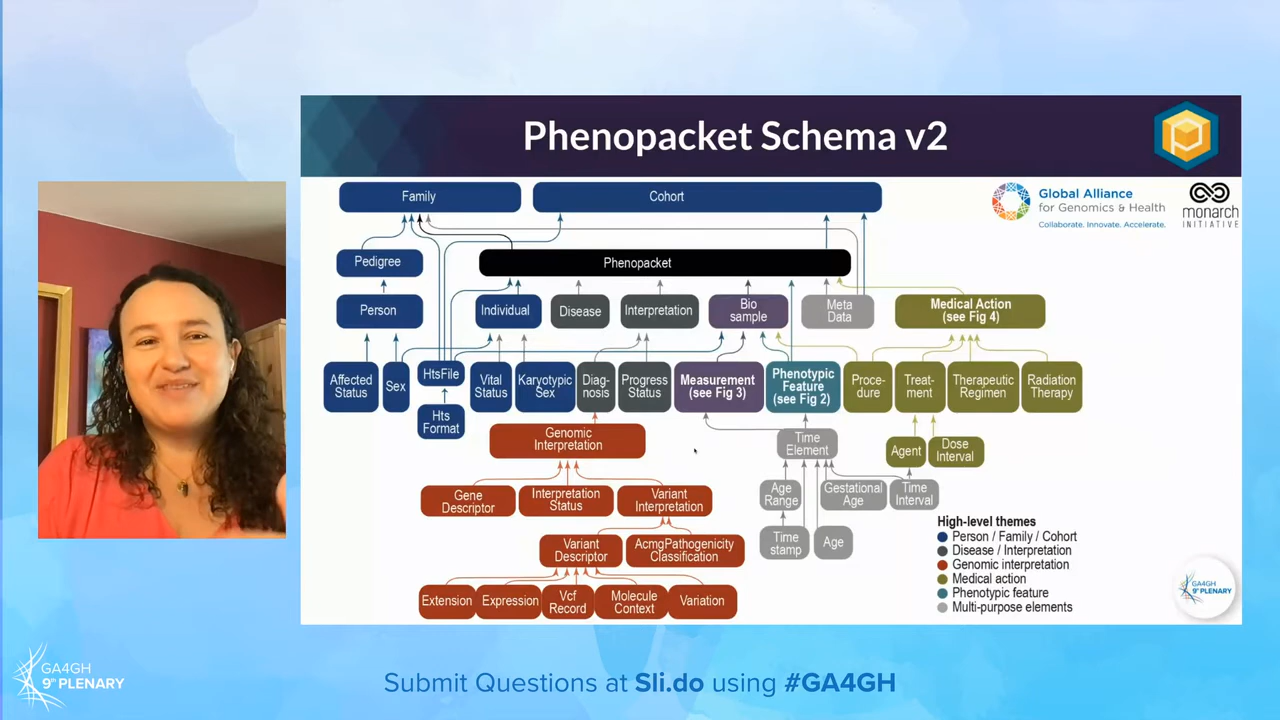 Phenopacket Schema v2
Family
Cohort
Global Alliance
for Genomics & Health
Collaborate. Innovate. Accelerate.
monarch
INITIATIVE
Pedigree
Phenopacket
Person
Individual
Disease
Interpretation
Bio
sample
Meta
Data
Medical Action
(see Fig 4)
Affected
Status
Sex
HtsFile
Hts
Format
Vital
Status
Karyotypic
Sex
Diag-
nosis
Progress
Status
Measurement
(see Fig 3)
Phenotypic
Feature
(see Fig 2)
Proce-
dure
Treat-
ment
Therapeutic
Regimen
Radiation
Therapy
Genomic
Interpretation
Time
Element
Agent
Dose
Interval
Gene
Descriptor
Interpretation
Status
Variant
Interpretation
Age
Range
Gestational
Age
Time
Interval
Variant
Descriptor
AcmgPathogenicity
Classification
Time
stamp
Age
Extension
Expression
Vcf
Record
Molecule
Context
Variation
High-level themes
Person / Family / Cohort
Disease / Interpretation
Genomic interpretation
Medical action
Phenotypic feature
Multi-purpose elements
GA4GH
9th PLENARY
GA4GH
9th PLENARY
Submit Questions at Sli.do using #GA4GH